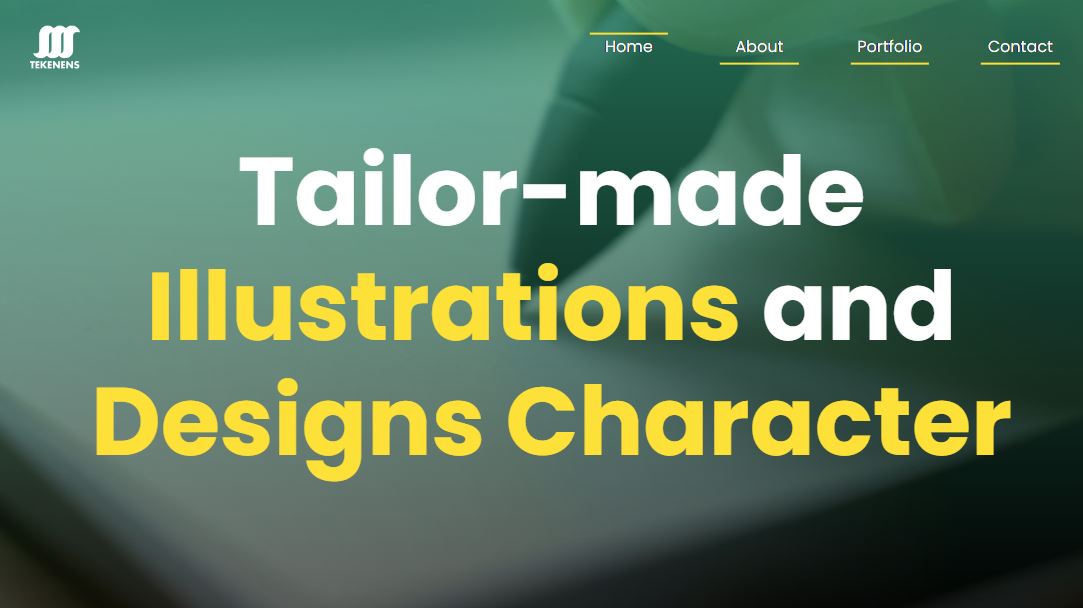 TEKENENS
Home About Portfolio Contact
Tailor-made
Illustrations and
Designs Character